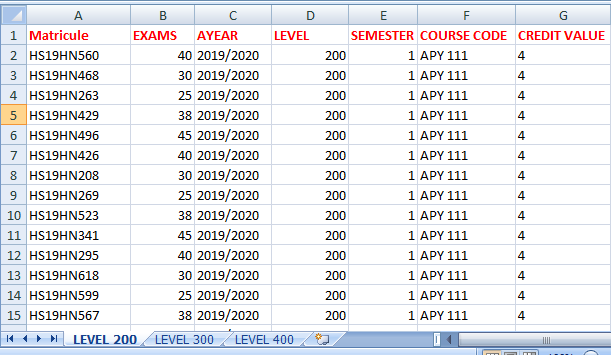 A B C D E F G
1 Matricule EXAMS AYEAR LEVEL SEMESTER COURSE CODE CREDIT VALUE
2 HS19HN560 40 2019/2020 200 1 APY 111 4
3 HS19HN468 30 2019/2020 200 1 APY 111 4
4 HS19HN263 25 2019/2020 200 1 APY 111 4
5 HS19HN429 38 2019/2020 200 1 APY 111 4
6 HS19HN496 45 2019/2020 200 1 APY 111 4
7 HS19HN426 40 2019/2020 200 1 APY 111 4
8 HS19HN208 30 2019/2020 200 1 APY 111 4
9 HS19HN269 25 2019/2020 200 1 APY 111 4
10 HS19HN523 38 2019/2020 200 1 APY 111 4
11 HS19HN341 45 2019/2020 200 1 APY 111 4
12 HS19HN295 40 2019/2020 200 1 APY 111 4
13 HS19HN618 30 2019/2020 200 1 APY 111 4
14 HS19HN599 25 2019/2020 200 1 APY 111 4
15 HS19HN567 38 2019/2020 200 1 APY 111 4
LEVEL 200 LEVEL 300 LEVEL 400